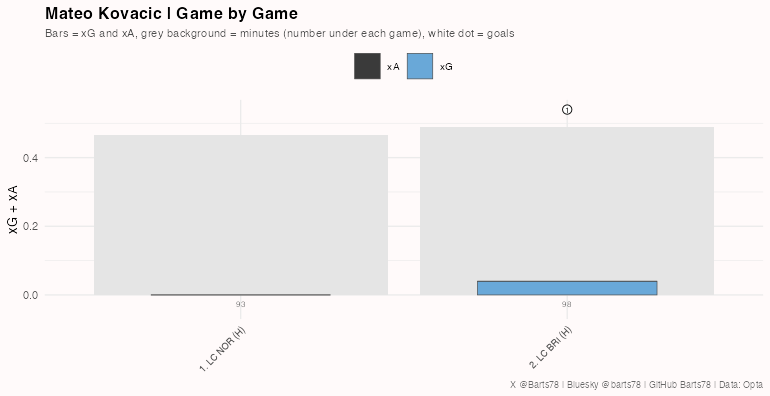 Mateo Kovacic | Game by Game
Bars = xG and xA, grey background = minutes (number under each game), white dot = goals
xA xG
1
0.4
0.2
0.0
xG + xA
93 98
1. LC NOR (H) 2. LC BRI (H)
X @Barts78 | Bluesky @barts78 | GitHub Barts78 | Data: Opta